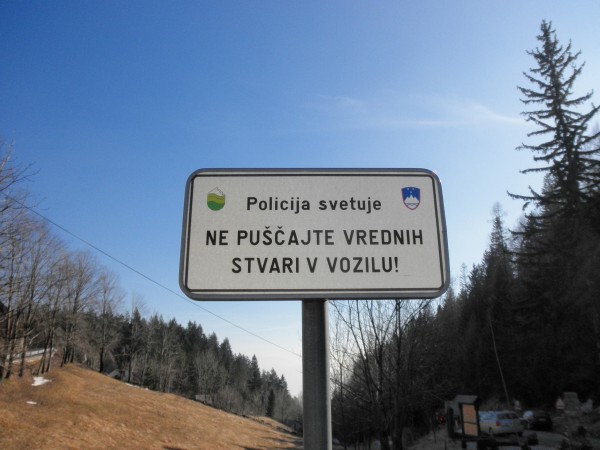 Policija svetuje
NE PUŠČAJTE VREDNIH
STVARI V VOZILU!